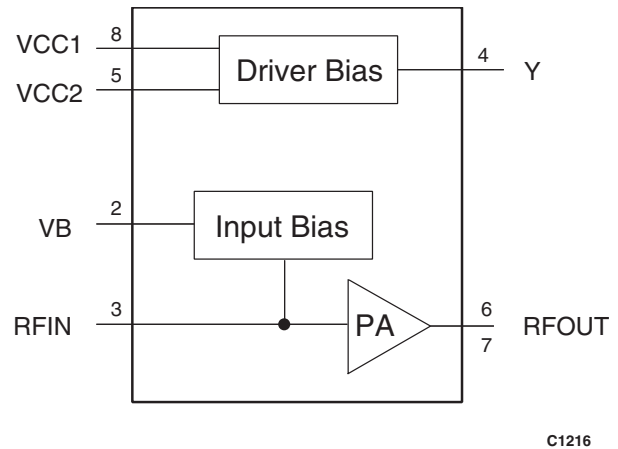 VCC1
8
VCC2
5
Driver Bias
4
Y
VB
2
Input Bias
RFIN
3
PA
6
7
RFOUT
C1216